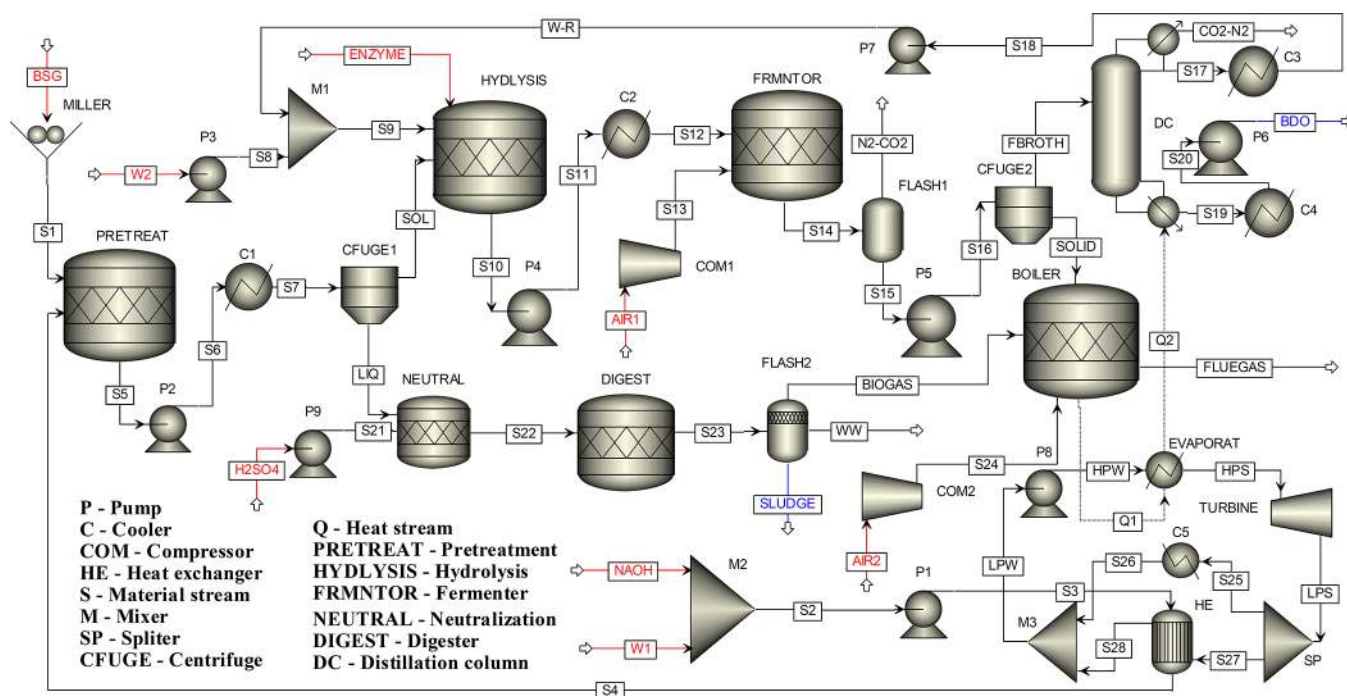 W-R
P7
S18
CO2-N2
BSG
ENZYME
HYDLYSIS
FRMNTOR
S17
C3
MILLER
M1
C2
P3
S9
S12
N2-CO2
FBROTH
DC
P6
BDO
S8
S11
W2
S20
CFUGE2
FLASH1
SOL
S13
S14
S19
C4
S1
PRETREAT
C1
CFUGE1
S10
P4
COM1
S16
SOLID
S7
P5
BOILER
S15
AIR1
S6
Q2
FLASH2
FLUEGAS
S5
P2
LIQ
NEUTRAL
DIGEST
BIOGAS
P9
S21
S22
S23
WW
P8
EVAPORAT
S24
HPW
HPS
H2SO4
COM2
SLUDGE
Q1
TURBINE
AIR2
C5
LPW
S26
S25
LPS
NAOH
M2
P1
S3
HE
S2
M3
W1
S28
S27
SP
S4
P - Pump
C - Cooler
COM - Compressor
HE - Heat exchanger
S - Material stream
M - Mixer
SP - Spliter
CFUGE - Centrifuge
Q - Heat stream
PRETREAT - Pretreatment
HYDLYSIS - Hydrolysis
FRMNTOR - Fermenter
NEUTRAL - Neutralization
DIGEST - Digester
DC - Distillation column